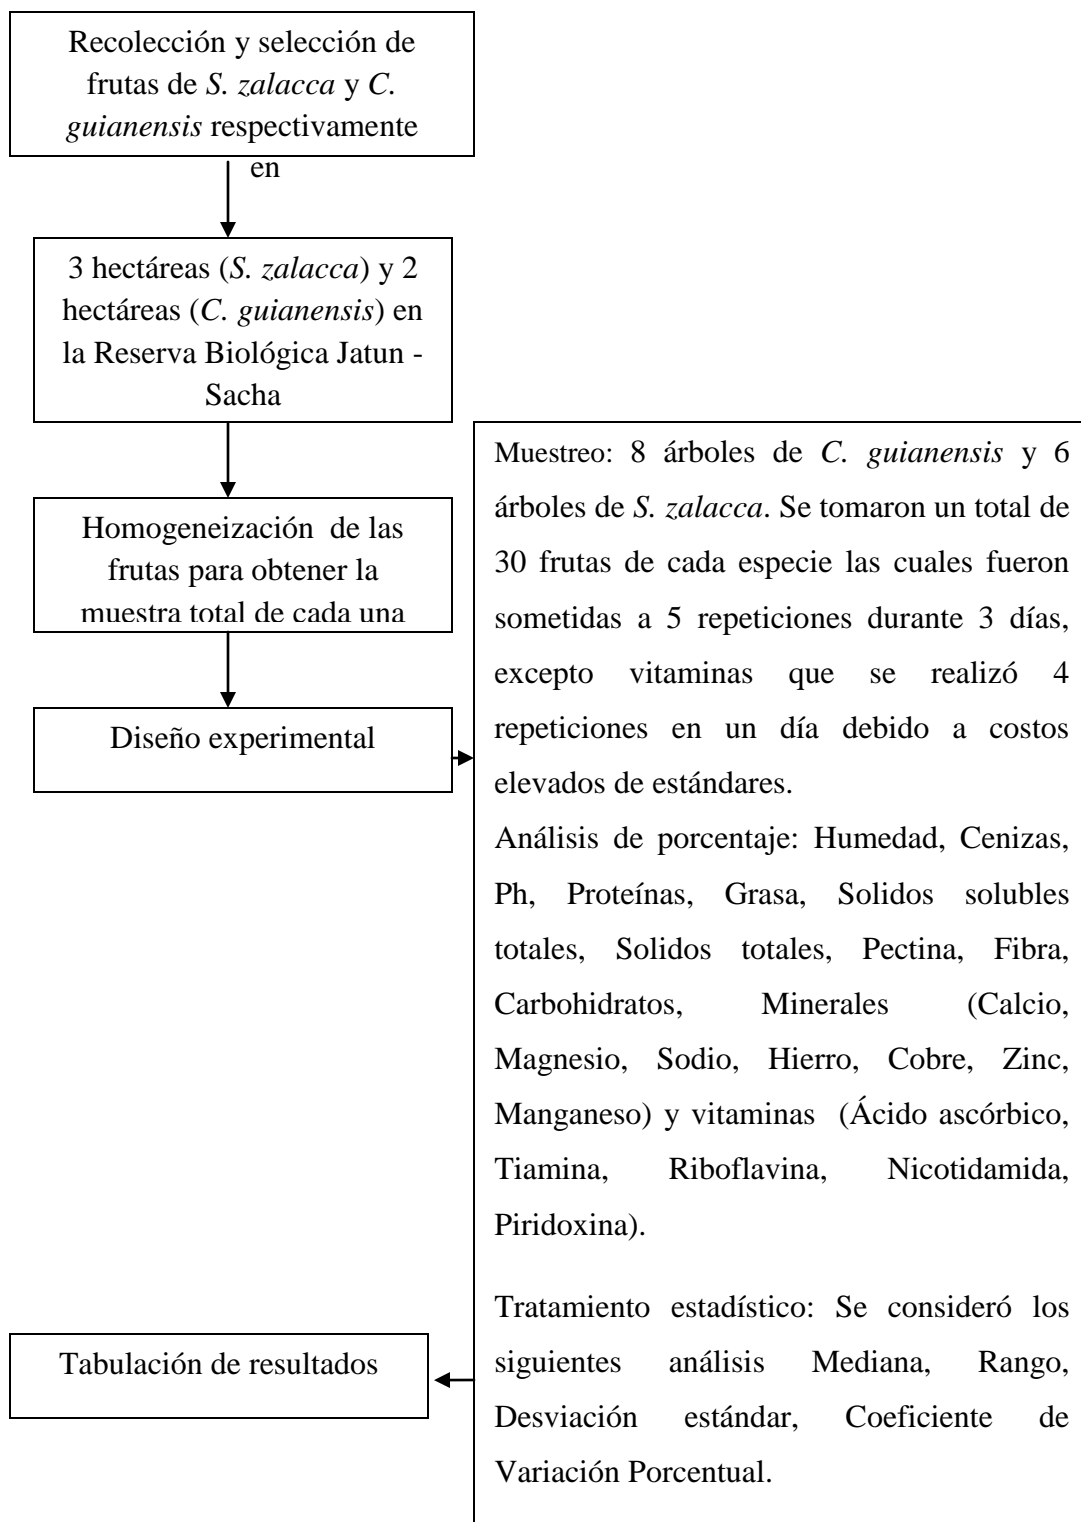 Recolección y selección de
frutas de S. zalacca y C.
guianensis respectivamente
en
3 hectáreas (S. zalacca) y 2
hectáreas (C. guianensis) en
la Reserva Biológica Jatun -
Sacha
Homogeneización de las
frutas para obtener la
muestra total de cada una
Diseño experimental
Muestreo: 8 árboles de C. guianensis y 6
árboles de S. zalacca. Se tomaron un total de
30 frutas de cada especie las cuales fueron
sometidas a 5 repeticiones durante 3 días,
excepto vitaminas que se realizó 4
repeticiones en un día debido a costos
elevados de estándares.
Análisis de porcentaje: Humedad, Cenizas,
Ph, Proteínas, Grasa, Solidos solubles
totales, Solidos totales, Pectina, Fibra,
Carbohidratos, Minerales (Calcio,
Magnesio, Sodio, Hierro, Cobre, Zinc,
Manganeso) y vitaminas (Ácido ascórbico,
Tiamina, Riboflavina, Nicotidamida,
Piridoxina).
Tratamiento estadístico: Se consideró los
siguientes análisis Mediana, Rango,
Desviación estándar, Coeficiente de
Variación Porcentual.
Tabulación de resultados